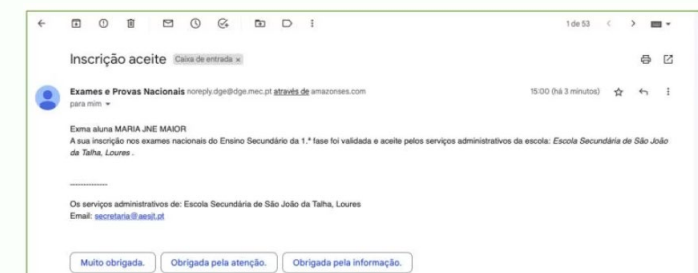 1 de 53
Inscrição aceite Caixa de entrada x
Exames e Provas Nacionais noreply.dge@dge.mec.pt através de amazonses.com 15:00 (há 3 minutos)
para mim
Exma aluna MARIA JNE MAIOR
A sua inscrição nos exames nacionais do Ensino Secundário da 1.ª fase foi validada e aceite pelos serviços administrativos da escola: Escola Secundária de São João
da Talha, Loures .
--------------
Os serviços administrativos de: Escola Secundária de São João da Talha, Loures
Email: secretaria@aesjt.pt
Muito obrigada. Obrigada pela atenção. Obrigada pela informação.